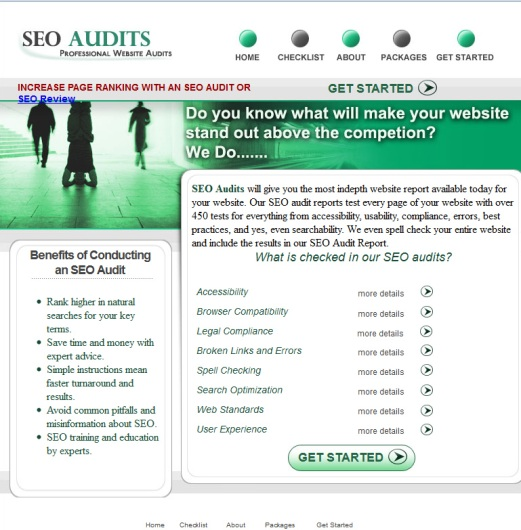 SEO AUDITS
PROFESSIONAL WEBSITE AUDITS
HOME CHECKLIST ABOUT PACKAGES GET STARTED
INCREASE PAGE RANKING WITH AN SEO AUDIT OR
SEO Review
GET STARTED
Do you know what will make your website
stand out above the competion?
We Do.......
SEO Audits will give you the most indepth website report available today for
your website. Our SEO audit reports test every page of your website with over
450 tests for everything from accessibility, usability, compliance, errors, best
practices, and yes, even searchability. We even spell check your entire website
and include the results in our SEO Audit Report.
What is checked in our SEO audits?
Accessibility more details
Browser Compatibility more details
Legal Compliance more details
Broken Links and Errors more details
Spell Checking more details
Search Optimization more details
Web Standards more details
User Experience more details
GET STARTED
Benefits of Conducting
an SEO Audit
Rank higher in natural
searches for your key
terms.
Save time and money with
expert advice.
Simple instructions mean
faster turnaround and
results.
Avoid common pitfalls and
misinformation about SEO.
SEO training and education
by experts.
Home Checklist About Packages Get Started